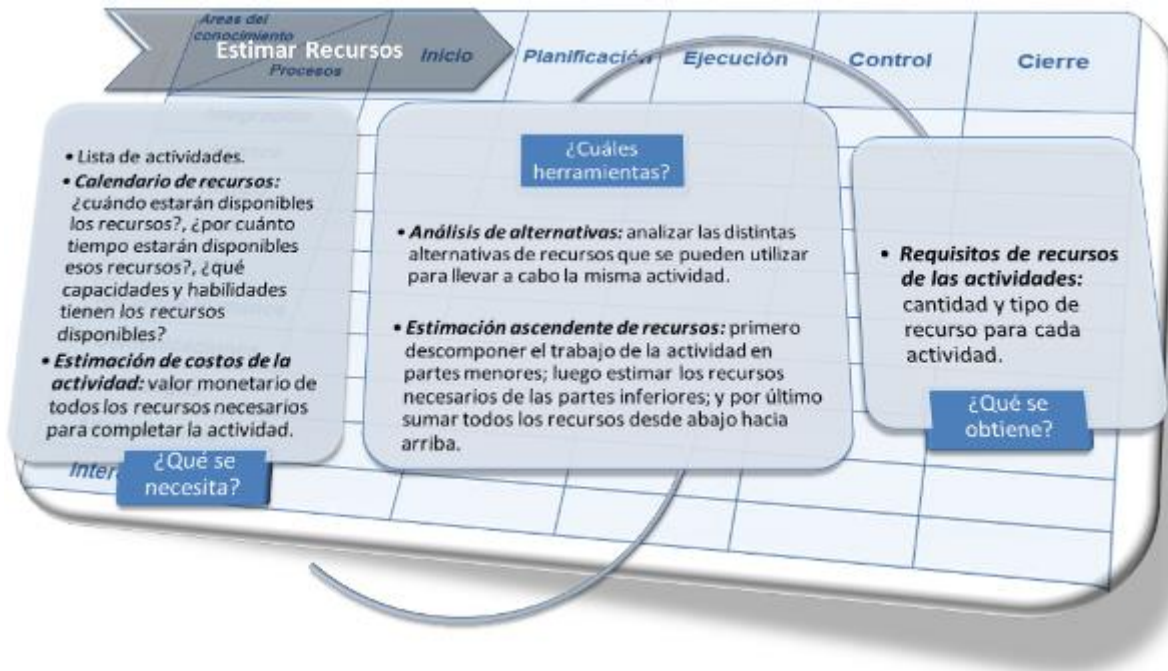 Areas del
conocimiento
Procesos
Estimar Recursos
Inicio
Planificación
Ejecución
Control
Cierre
• Lista de actividades.
• Calendario de recursos:
¿cuándo estarán disponibles
los recursos?, ¿por cuánto
tiempo estarán disponibles
esos recursos?, ¿qué
capacidades y habilidades
tienen los recursos
disponibles?
• Estimación de costos de la
actividad: valor monetario de
todos los recursos necesarios
para completar la actividad.
¿Qué se
necesita?
¿Cuáles
herramientas?
• Análisis de alternativas: analizar las distintas
alternativas de recursos que se pueden utilizar
para llevar a cabo la misma actividad.
• Estimación ascendente de recursos: primero
descomponer el trabajo de la actividad en
partes menores; luego estimar los recursos
necesarios de las partes inferiores; y por último
sumar todos los recursos desde abajo hacia
arriba.
• Requisitos de recursos
de las actividades:
cantidad y tipo de
recurso para cada
actividad.
¿Qué se
obtiene?